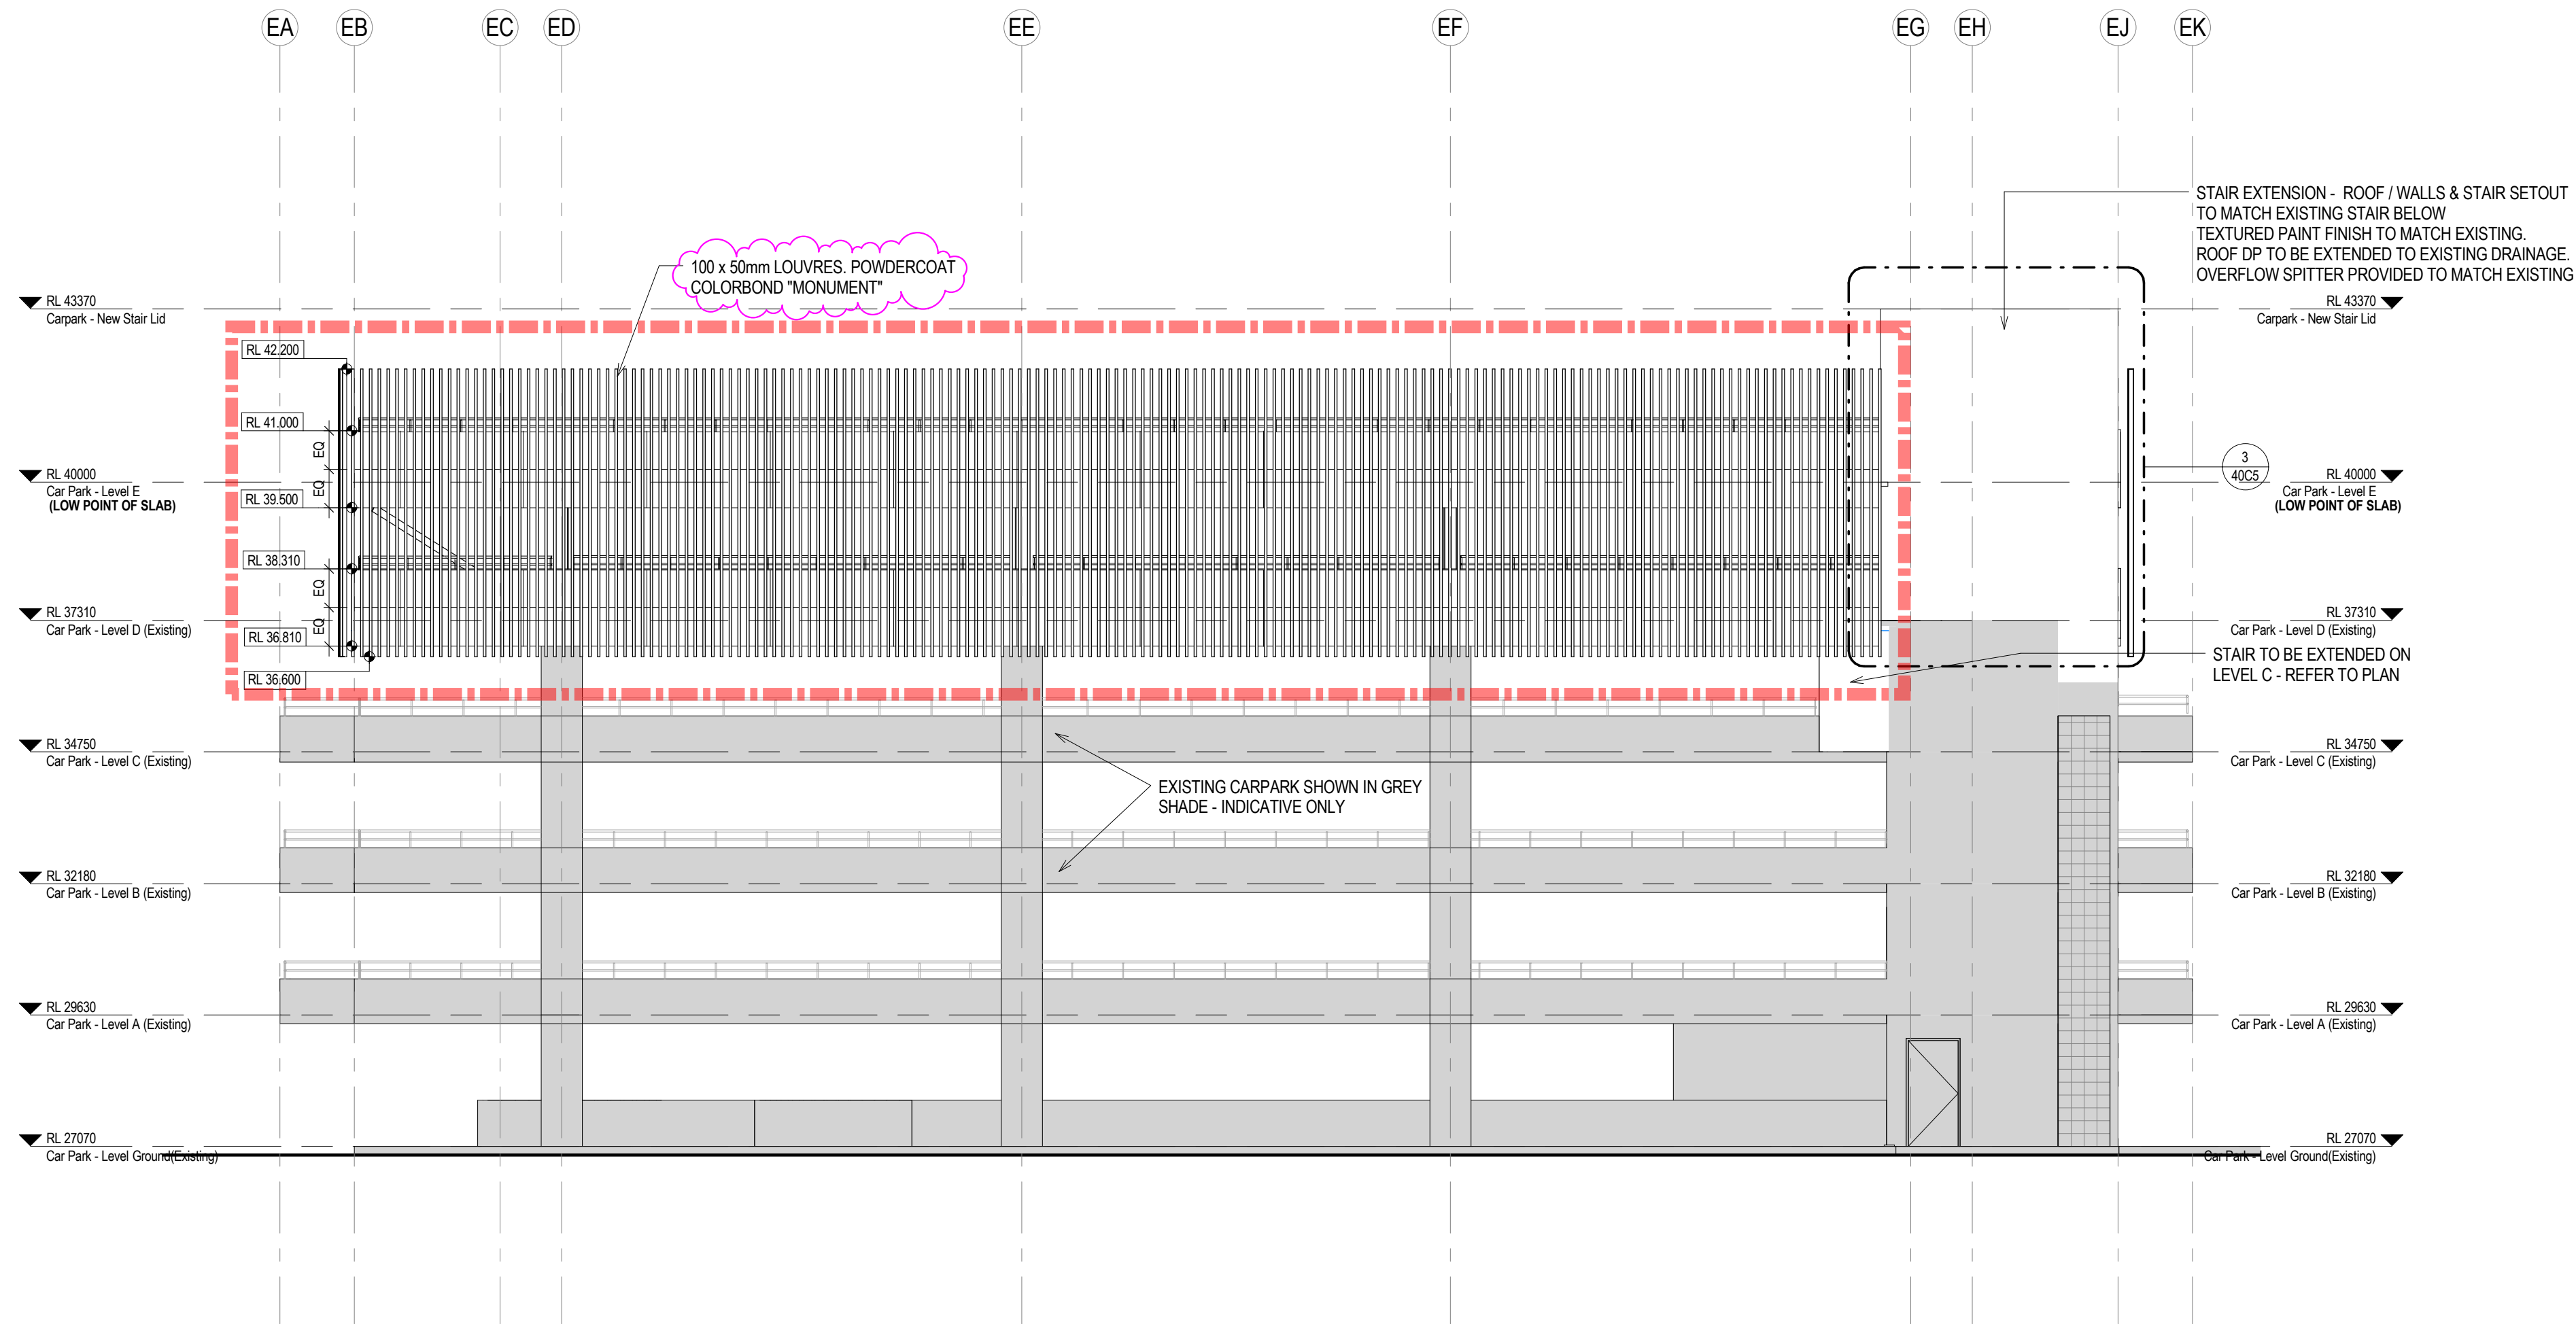 EA
EB
EC
ED
EE
EF
EG
EH
EJ
EK
STAIR EXTENSION - ROOF / WALLS & STAIR SETOUT
TO MATCH EXISTING STAIR BELOW
TEXTURED PAINT FINISH TO MATCH EXISTING.
ROOF DP TO BE EXTENDED TO EXISTING DRAINAGE.
OVERFLOW SPITTER PROVIDED TO MATCH EXISTING
100 x 50mm LOUVRES. POWDERCOAT
COLORBOND "MONUMENT"
RL 43370
Carpark - New Stair Lid
RL 43370
Carpark - New Stair Lid
RL 42.200
RL 41.000
EQ
RL 40000
Car Park - Level E
(LOW POINT OF SLAB)
EQ
RL 39.500
3
40C5
RL 40000
Car Park - Level E
(LOW POINT OF SLAB)
RL 38.310
EQ
RL 37310
Car Park - Level D (Existing)
EQ
RL 36.810
RL 36.600
RL 37310
Car Park - Level D (Existing)
STAIR TO BE EXTENDED ON
LEVEL C - REFER TO PLAN
RL 34750
Car Park - Level C (Existing)
RL 34750
Car Park - Level C (Existing)
EXISTING CARPARK SHOWN IN GREY
SHADE - INDICATIVE ONLY
RL 32180
Car Park - Level B (Existing)
RL 32180
Car Park - Level B (Existing)
RL 29630
Car Park - Level A (Existing)
RL 29630
Car Park - Level A (Existing)
RL 27070
Car Park - Level Ground(Existing)
RL 27070
Car Park - Level Ground(Existing)